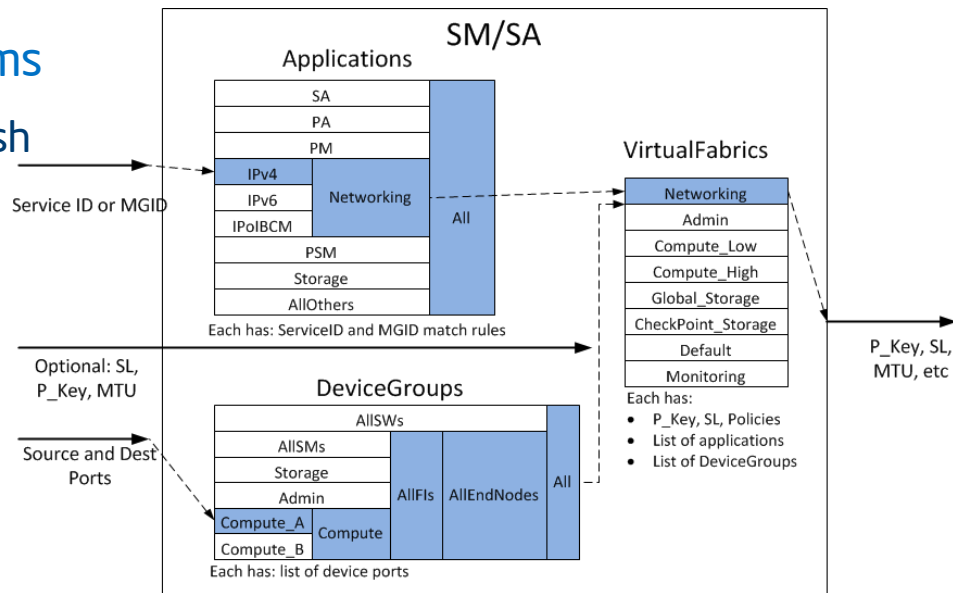 SM/SA
ms
sh
Applications
SA
PA
PM
IPv4
IPv6
IPoIBCM
Networking
All
PSM
Storage
AllOthers
Each has: ServiceID and MGID match rules
Service ID or MGID
Optional: SL,
P_Key, MTU
Source and Dest
Ports
DeviceGroups
AllSWs
AllSMs
Storage
Admin
Compute_A
Compute_B
Compute
AllFIs
AllEndNodes
All
Each has: list of device ports
VirtualFabrics
Networking
Admin
Compute_Low
Compute_High
Global_Storage
CheckPoint_Storage
Default
Monitoring
Each has:
• P_Key, SL, Policies
• List of applications
• List of DeviceGroups
P_Key, SL,
MTU, etc